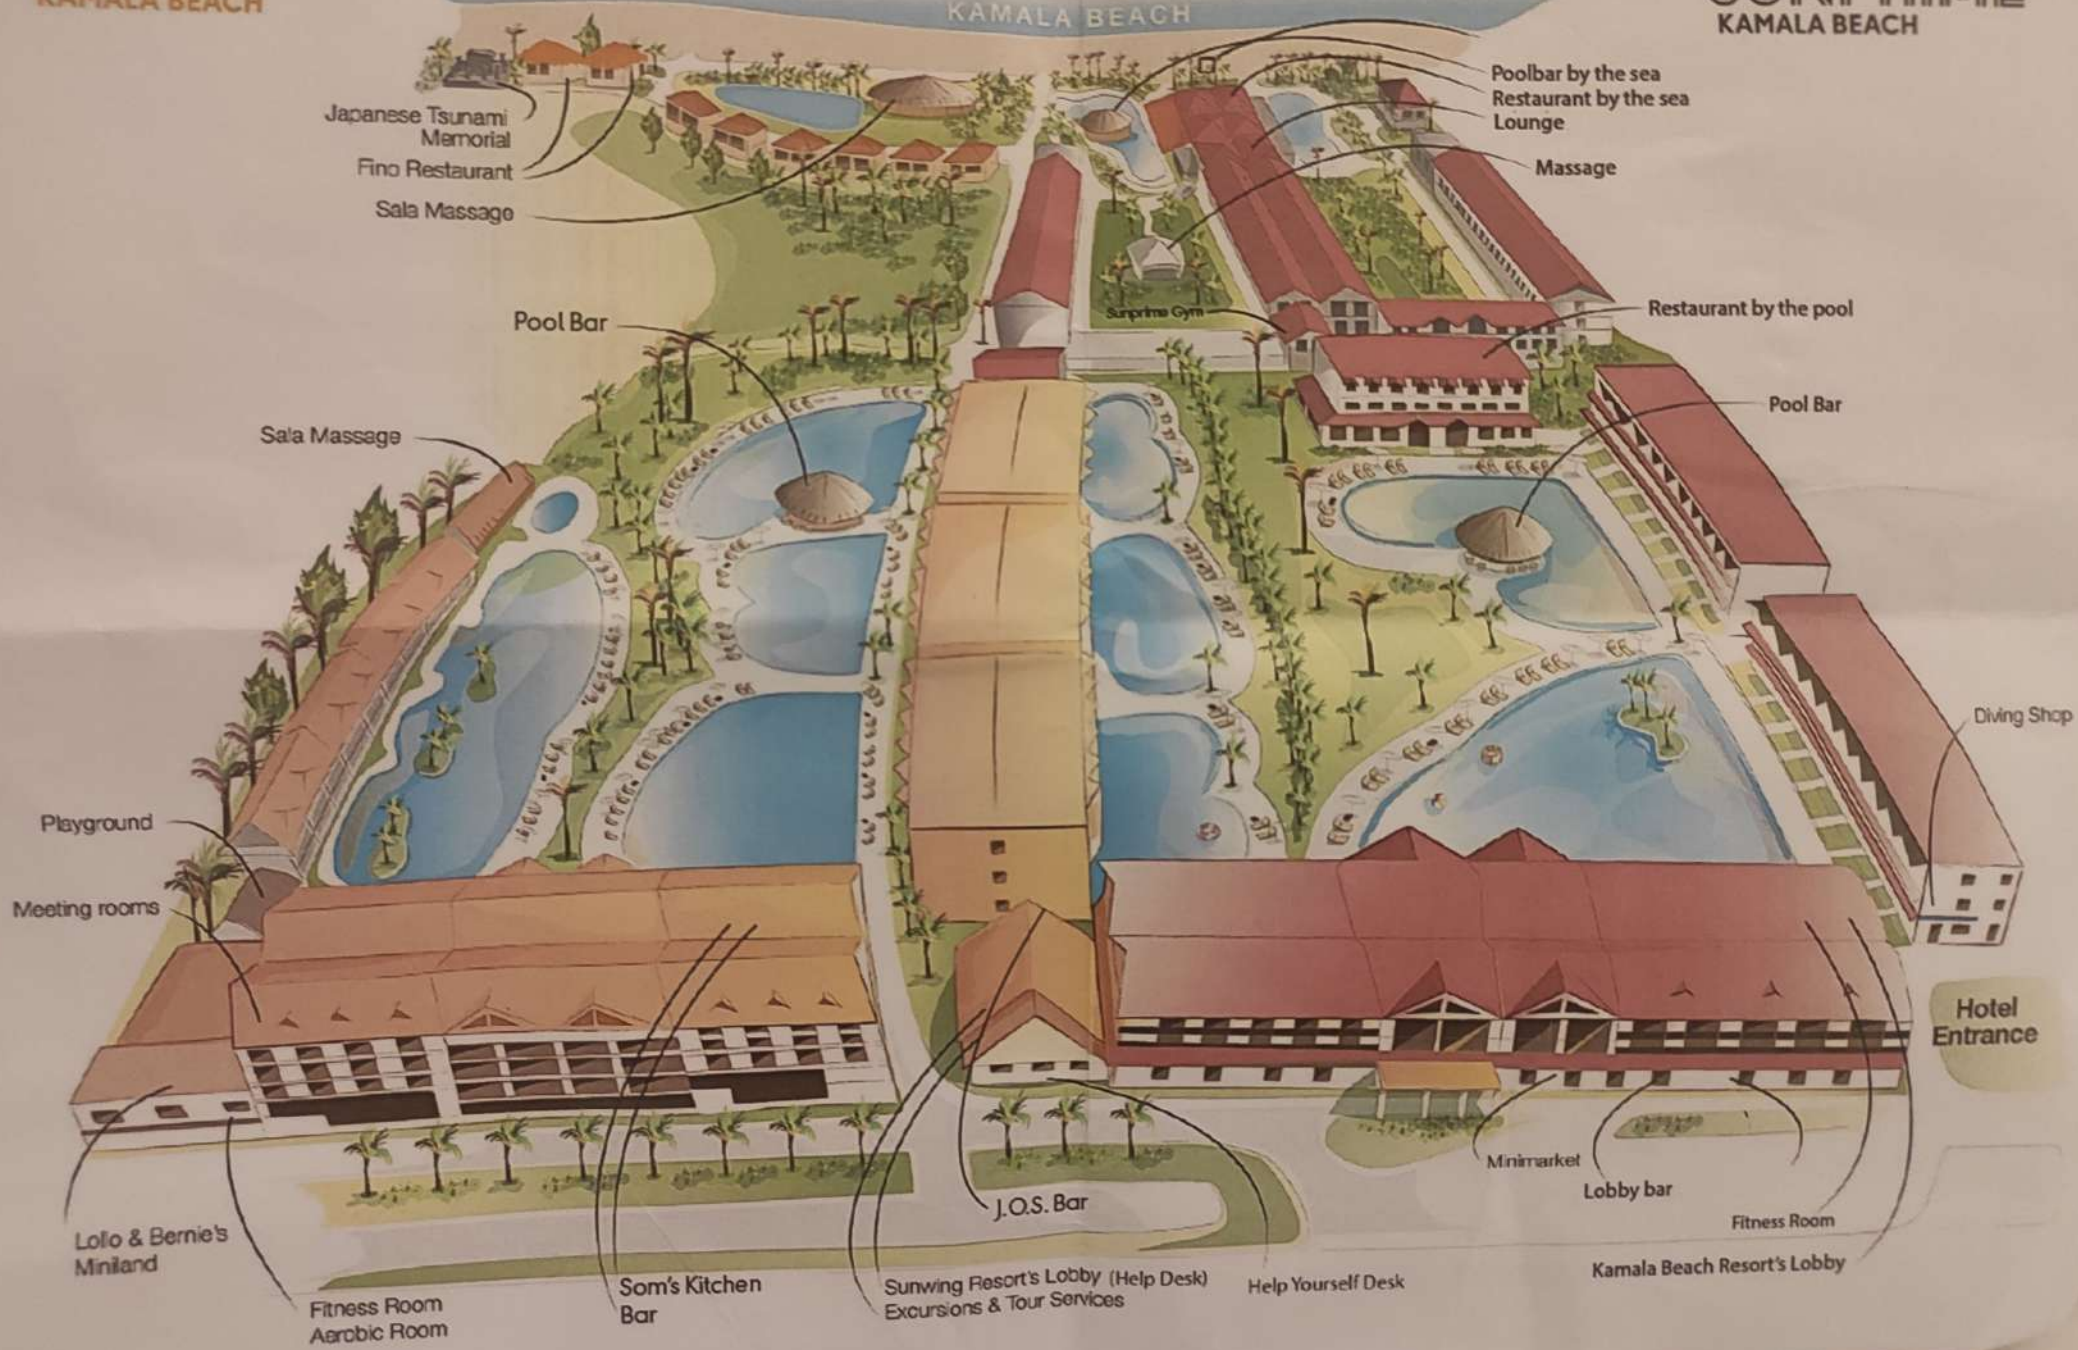 KAMALA BEACH
KAMALA BEACH
KAMALA BEACH
Poolbar by the sea
Restaurant by the sea
Lounge
Massage
Japanese Tsunami
Memorial
Fino Restaurant
Sala Massage
Pool Bar
Sunprime Gym
Restaurant by the pool
Pool Bar
Sala Massage
Diving Shop
Playground
Meeting rooms
Hotel
Entrance
Minimarket
Lobby bar
Fitness Room
Kamala Beach Resort's Lobby
J.O.S. Bar
Lollo & Bernie's
Miniland
Fitness Room
Aerobic Room
Som's Kitchen
Bar
Sunwing Resort's Lobby (Help Desk)
Excursions & Tour Services
Help Yourself Desk